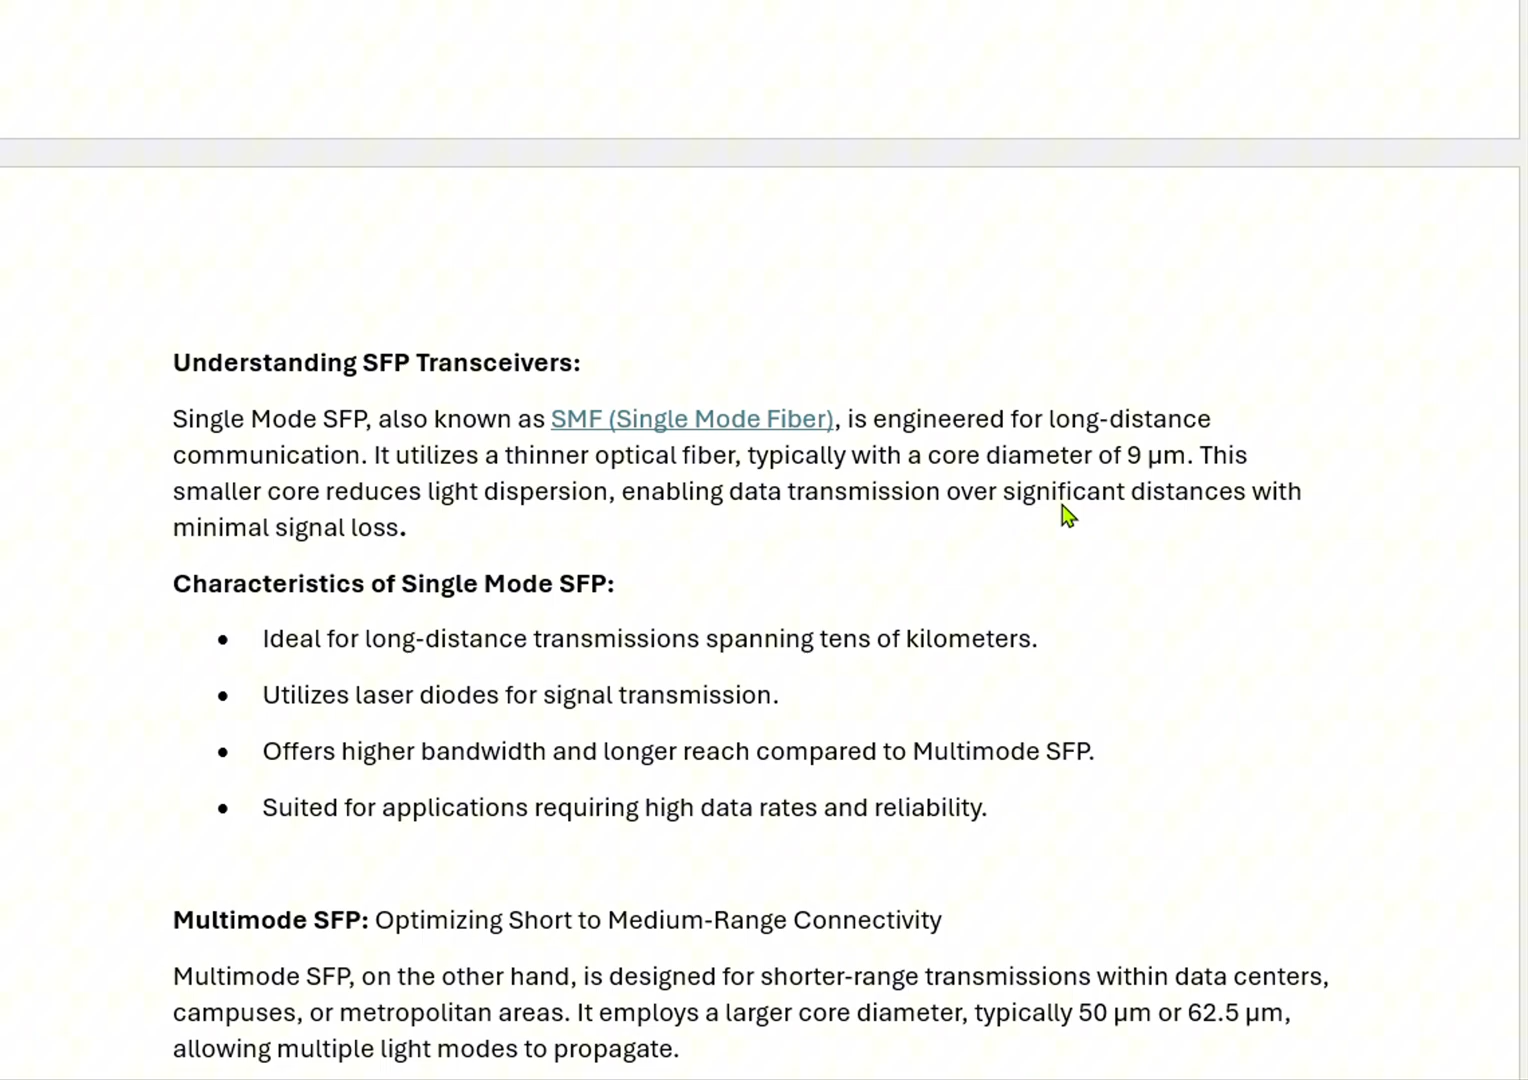 Understanding SFP Transceivers:
Single Mode SFP, also known as SMF (Single Mode Fiber), is engineered for long-distance
communication. It utilizes a thinner optical fiber, typically with a core diameter of 9 µm. This
smaller core reduces light dispersion, enabling data transmission over significant distances with
minimal signal loss.
Characteristics of Single Mode SFP:
• Ideal for long-distance transmissions spanning tens of kilometers.
• Utilizes laser diodes for signal transmission.
• Offers higher bandwidth and longer reach compared to Multimode SFP.
• Suited for applications requiring high data rates and reliability.
Multimode SFP: Optimizing Short to Medium-Range Connectivity
Multimode SFP, on the other hand, is designed for shorter-range transmissions within data centers,
campuses, or metropolitan areas. It employs a larger core diameter, typically 50 µm or 62.5 µm,
allowing multiple light modes to propagate.